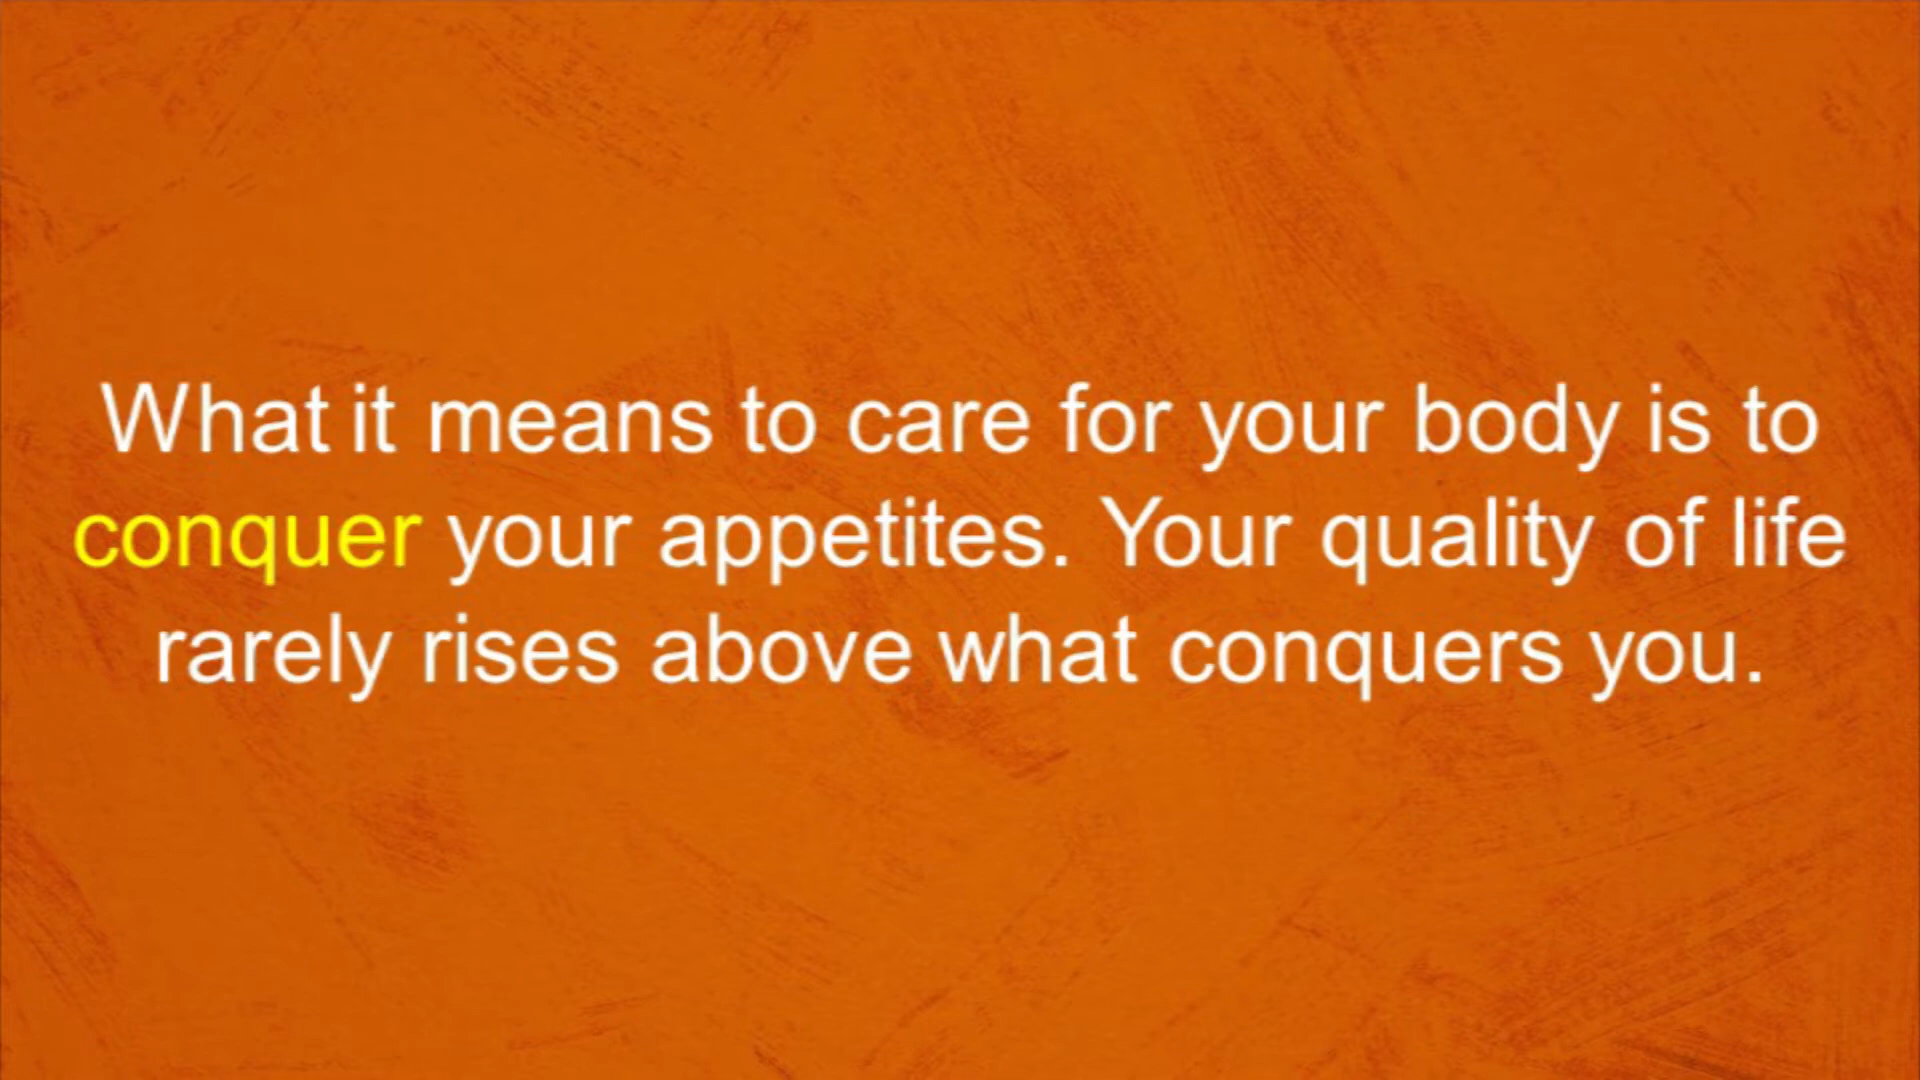 What it means to care for your body is to
conquer your appetites. Your quality of life
rarely rises above what conquers you.